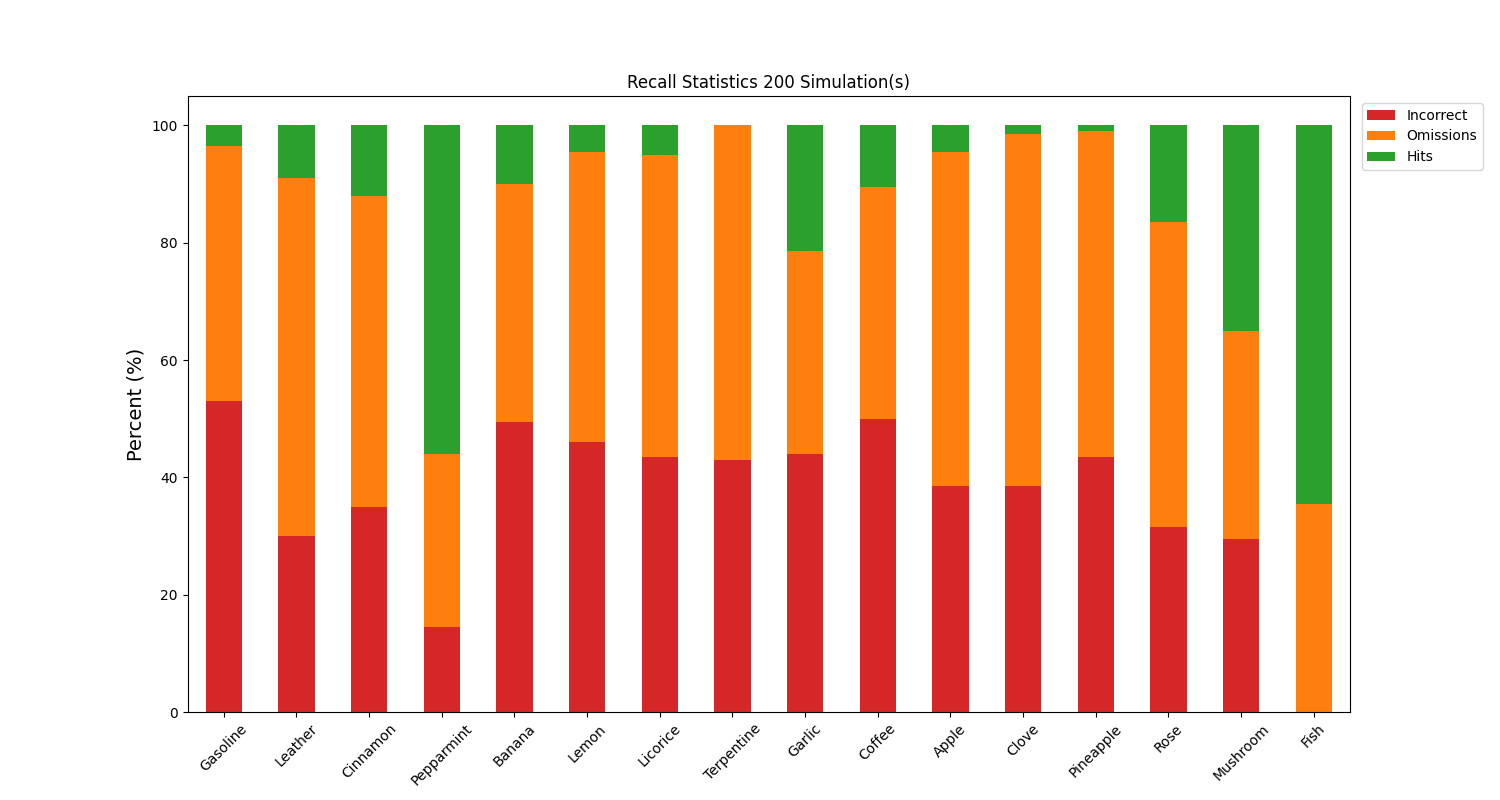 Recall Statistics 200 Simulation(s)
Incorrect
Omissions
Hits
Percent (%)
100
80
60
40
20
0
Gasoline
Leather
Cinnamon
Pepparmint
Banana
Lemon
Licorice
Terpentine
Garlic
Coffee
Apple
Clove
Pineapple
Rose
Mushroom
Fish